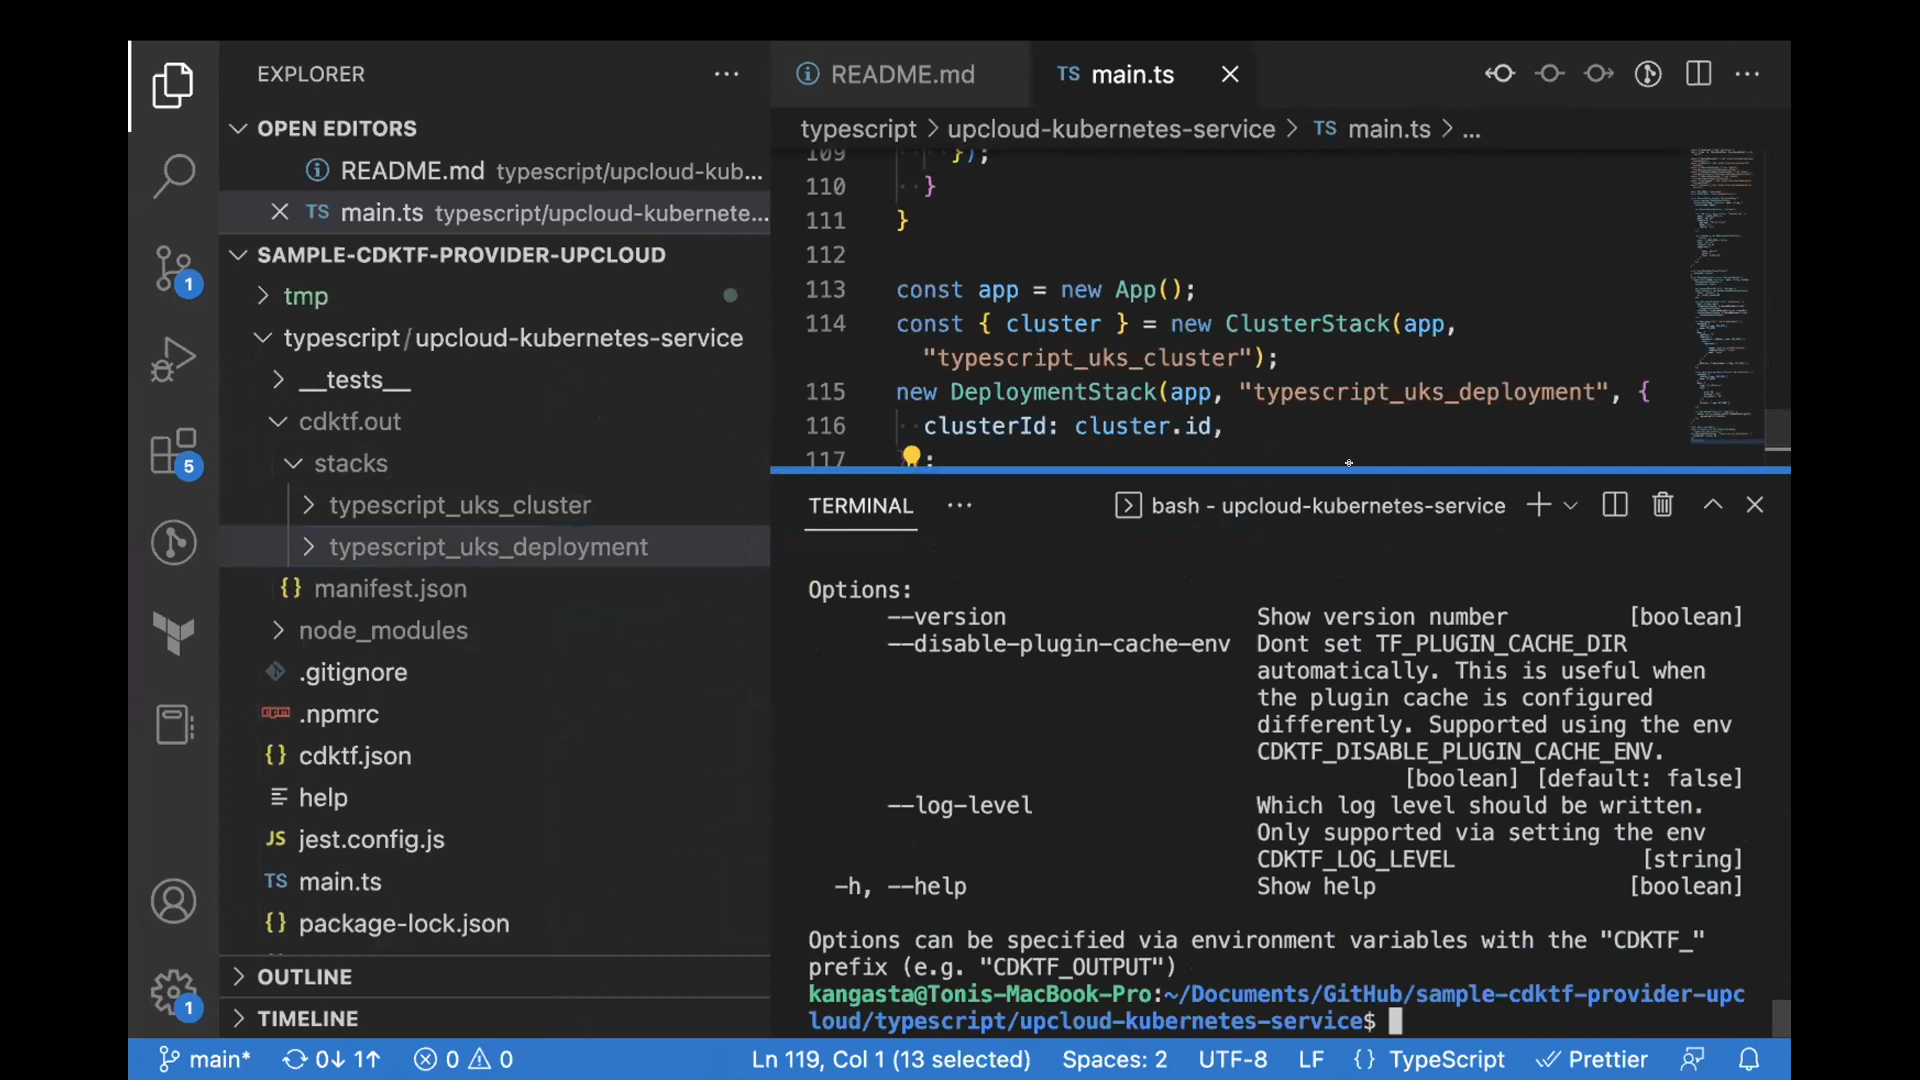 EXPLORER
OPEN EDITORS
README.md typescript/upcloud-kub...
TS main.ts typescript/upcloud-kubernete...
SAMPLE-CDKTF-PROVIDER-UPCLOUD
tmp
typescript/upcloud-kubernetes-service
__tests__
cdktf.out
stacks
typescript_uks_cluster
typescript_uks_deployment
{} manifest.json
node_modules
.gitignore
.npmrc
{} cdktf.json
help
JS jest.config.js
TS main.ts
{} package-lock.json
OUTLINE
TIMELINE
1
5
1
README.md
TS main.ts
typescript > upcloud-kubernetes-service > TS main.ts > ...
109 });
110 }
111 }
112
113 const app = new App();
114 const { cluster } = new ClusterStack(app,
"typescript_uks_cluster");
115 new DeploymentStack(app, "typescript_uks_deployment", {
116 clusterId: cluster.id,
117
TERMINAL
bash - upcloud-kubernetes-service
Options:
--version Show version number [boolean]
--disable-plugin-cache-env Dont set TF_PLUGIN_CACHE_DIR
automatically. This is useful when
the plugin cache is configured
differently. Supported using the env
CDKTF_DISABLE_PLUGIN_CACHE_ENV.
[boolean] [default: false]
--log-level Which log level should be written.
Only supported via setting the env
CDKTF_LOG_LEVEL [string]
-h, --help Show help [boolean]
Options can be specified via environment variables with the "CDKTF_"
prefix (e.g. "CDKTF_OUTPUT")
kangasta@Tonis-MacBook-Pro:~/Documents/GitHub/sample-cdktf-provider-upc
loud/typescript/upcloud-kubernetes-service$
main* 0↓ 1↑ 0 0 Ln 119, Col 1 (13 selected) Spaces: 2 UTF-8 LF {} TypeScript Prettier